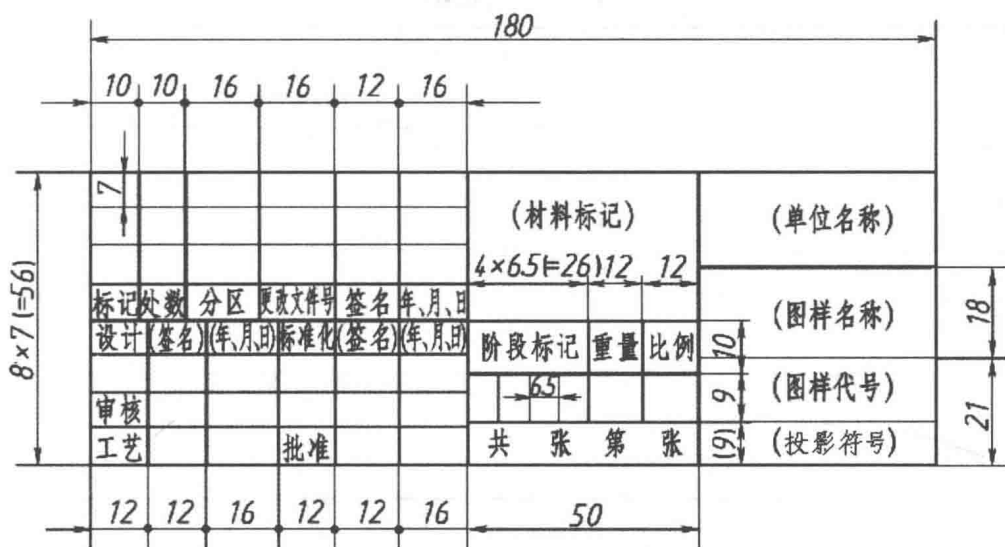 180
10 10 16 16 12 16
7
(材料标记)
(单位名称)
4×6.5(=26) 12 12
8×7(=56)
标记 处数 分区 更改文件号 签名 年、月、日
(图样名称)
18
设计 (签名) (年、月、日) 标准化 (签名) (年、月、日)
阶段标记 重量 比例
10
6.5
9
(图样代号)
21
审核
工艺 批准
共 张 第 张
(9)
(投影符号)
12 12 16 12 12 16
50